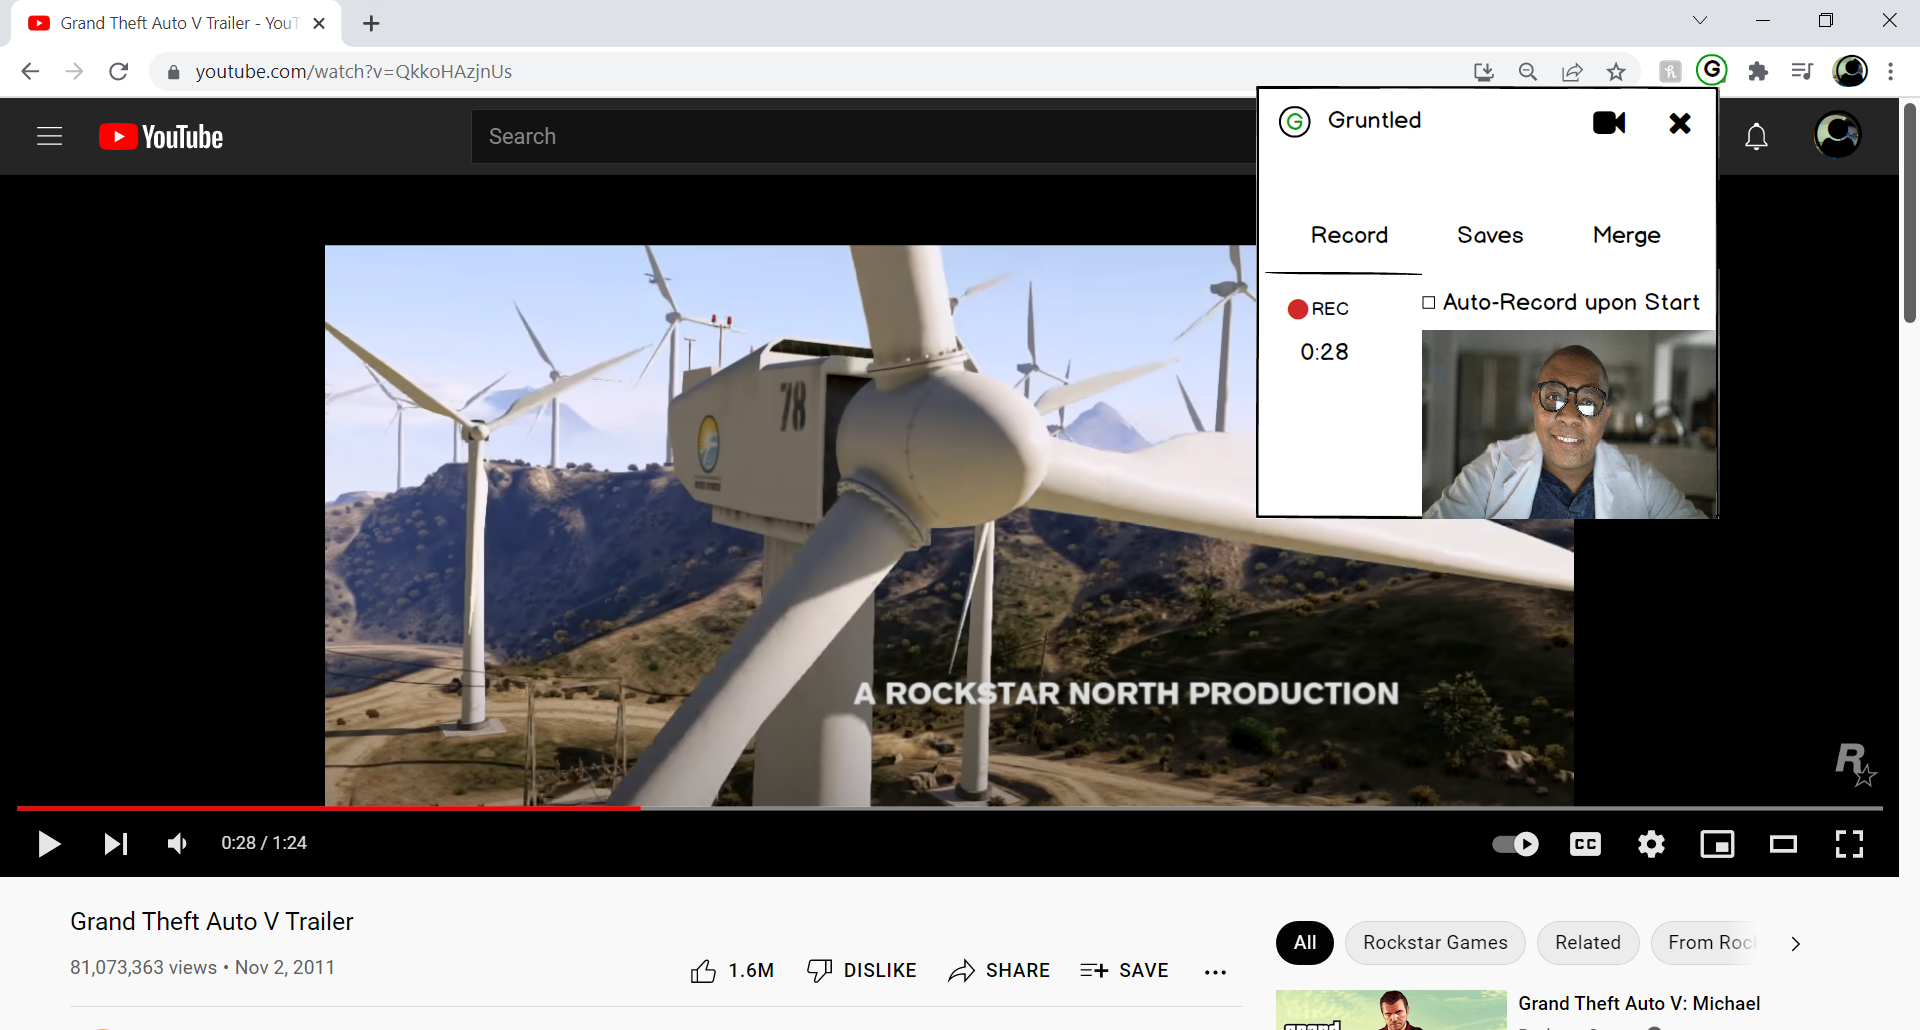 Grand Theft Auto V Trailer - YouT
youtube.com/watch?v=QkkoHAzjnUs
YouTube
Search
G
Gruntled
Record
Saves
Merge
REC
Auto-Record upon Start
0:28
78
A ROCKSTAR NORTH PRODUCTION
R
0:28 / 1:24
CC
Grand Theft Auto V Trailer
81,073,363 views • Nov 2, 2011
1.6M
DISLIKE
SHARE
SAVE
All
Rockstar Games
Related
From Roc
Grand Theft Auto V: Michael
grand